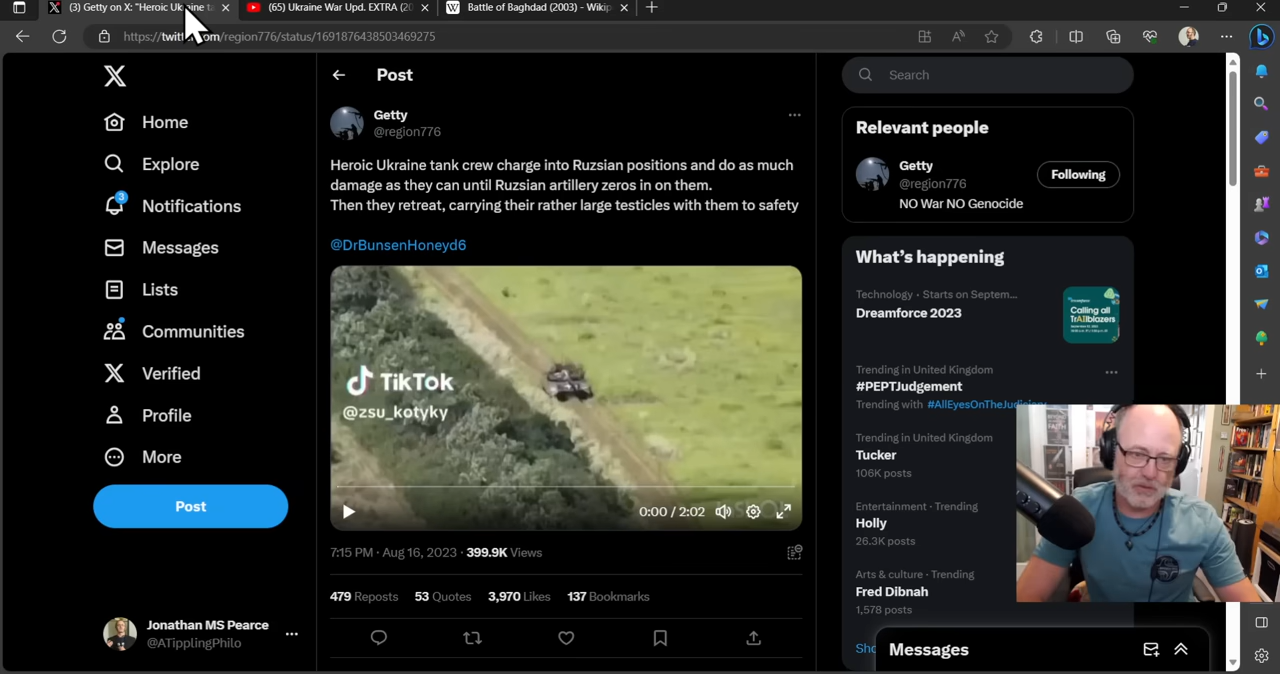 (3) Getty on X: "Heroic Ukraine ta
(65) Ukraine War Upd. EXTRA (20
Battle of Baghdad (2003) - Wikip
region776/status/1691876438503469275
Post
Search
Getty
@region776
Heroic Ukraine tank crew charge into Ruzsian positions and do as much
damage as they can until Ruzsian artillery zeros in on them.
Then they retreat, carrying their rather large testicles with them to safety
@DrBunsenHoneyd6
TikTok
@zsu_kotyky
0:00 / 2:02
7:15 PM · Aug 16, 2023 · 399.9K Views
479 Reposts 53 Quotes 3,970 Likes 137 Bookmarks
Home
Explore
3
Notifications
Messages
Lists
Communities
Verified
Profile
More
Post
Jonathan MS Pearce
@ATipplingPhilo
Relevant people
Getty
@region776
Following
NO War NO Genocide
What's happening
Technology · Starts on Septem...
Dreamforce 2023
Calling all
TrAIlblazers
Trending in United Kingdom
#PEPTJudgement
Trending with #AllEyesOnTheJudiciary
Trending in United Kingdom
Tucker
106K posts
Entertainment · Trending
Holly
26.3K posts
Arts & culture · Trending
Fred Dibnah
1,578 posts
Messages